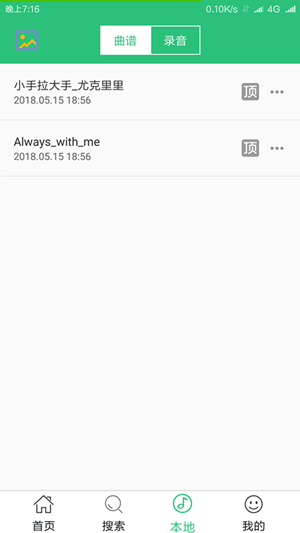 晚上7:16
0.10K/s
4G
曲谱
录音
小手拉大手_尤克里里
2018.05.15 18:56
顶
Always_with_me
2018.05.15 18:56
顶
首页
搜索
本地
我的